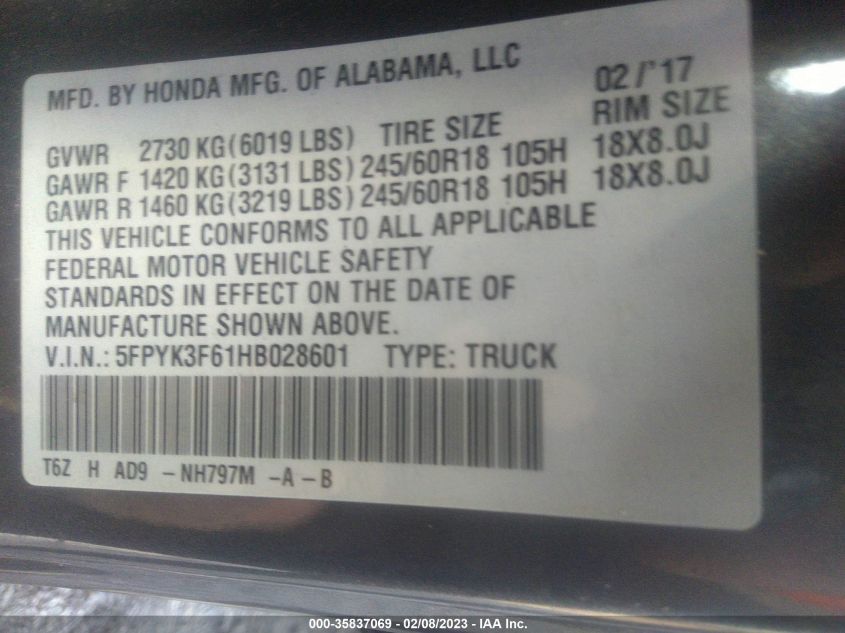 MFD. BY HONDA MFG. OF ALABAMA, LLC 02/'17
GVWR 2730 KG(6019 LBS) TIRE SIZE RIM SIZE
GAWR F 1420 KG(3131 LBS) 245/60R18 105H 18X8.0J
GAWR R 1460 KG(3219 LBS) 245/60R18 105H 18X8.0J
THIS VEHICLE CONFORMS TO ALL APPLICABLE
FEDERAL MOTOR VEHICLE SAFETY
STANDARDS IN EFFECT ON THE DATE OF
MANUFACTURE SHOWN ABOVE.
V.I.N.: 5FPYK3F61HB028601 TYPE: TRUCK
T6Z H AD9 -NH797M -A-B
000-35837069 - 02/08/2023 - IAA Inc.